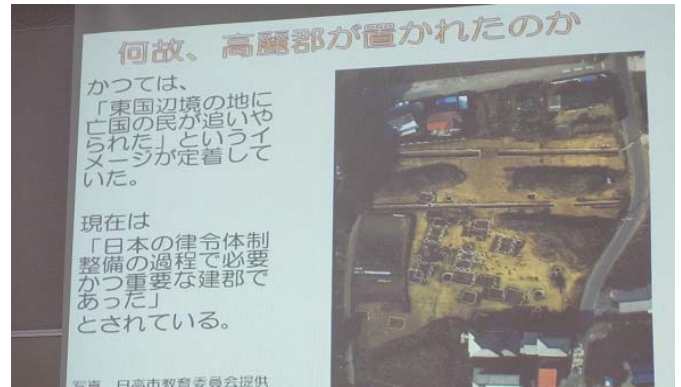 何故、高麗郡が置かれたのか
かつては、
「東国辺境の地に
亡国の民が追いや
られた」というイ
メージが定着して
いた。
現在は
「日本の律令体制
整備の過程で必要
かつ重要な建郡で
あった」
とされている。
写真　日高市教育委員会提供